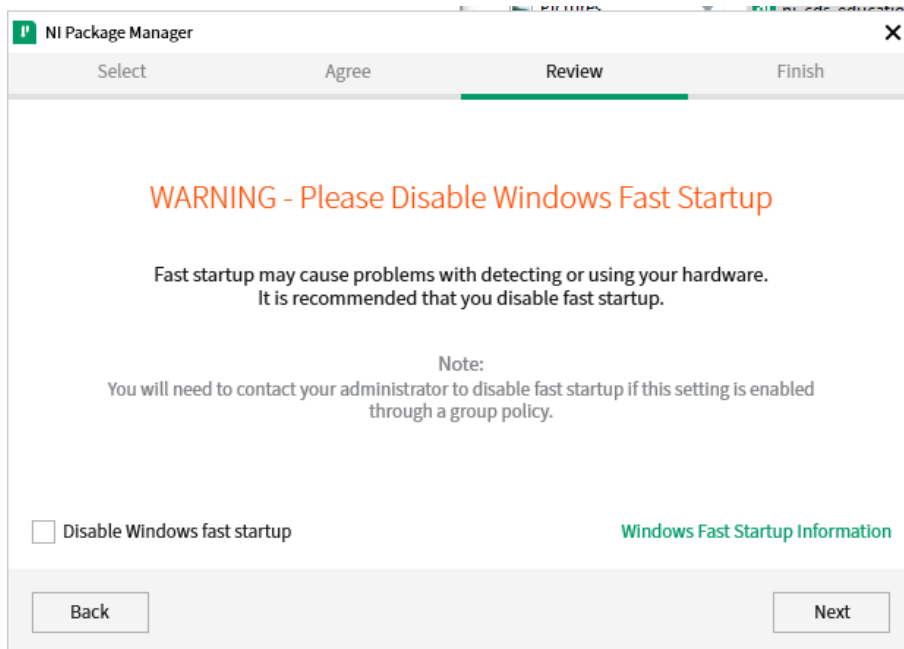 Pictures
ni_cds_educatio
NI Package Manager
Select Agree Review Finish
WARNING - Please Disable Windows Fast Startup
Fast startup may cause problems with detecting or using your hardware.
It is recommended that you disable fast startup.
Note:
You will need to contact your administrator to disable fast startup if this setting is enabled
through a group policy.
Disable Windows fast startup Windows Fast Startup Information
Back Next